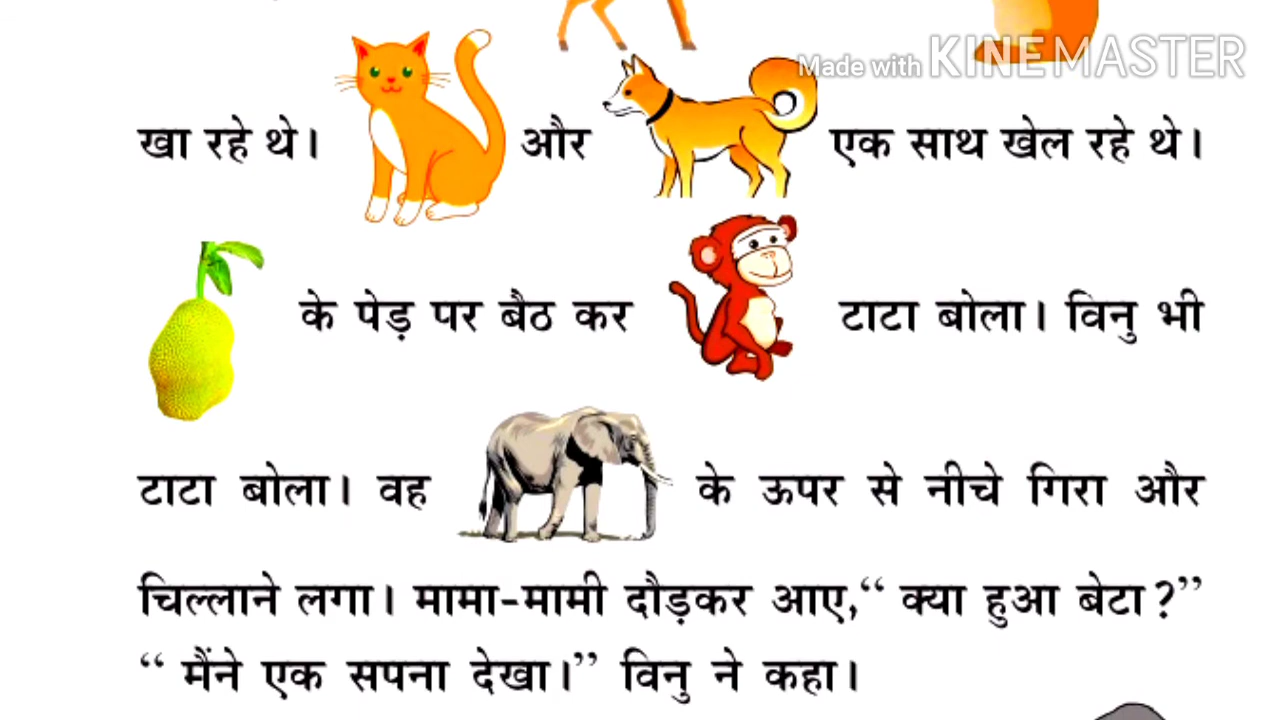 Made with KINEMASTER
खा रहे थे। और एक साथ खेल रहे थे।
के पेड़ पर बैठ कर टाटा बोला। विनु भी
टाटा बोला। वह के ऊपर से नीचे गिरा और
चिल्लाने लगा। मामा-मामी दौड़कर आए,“ क्या हुआ बेटा?”
“ मैंने एक सपना देखा।” विनु ने कहा।